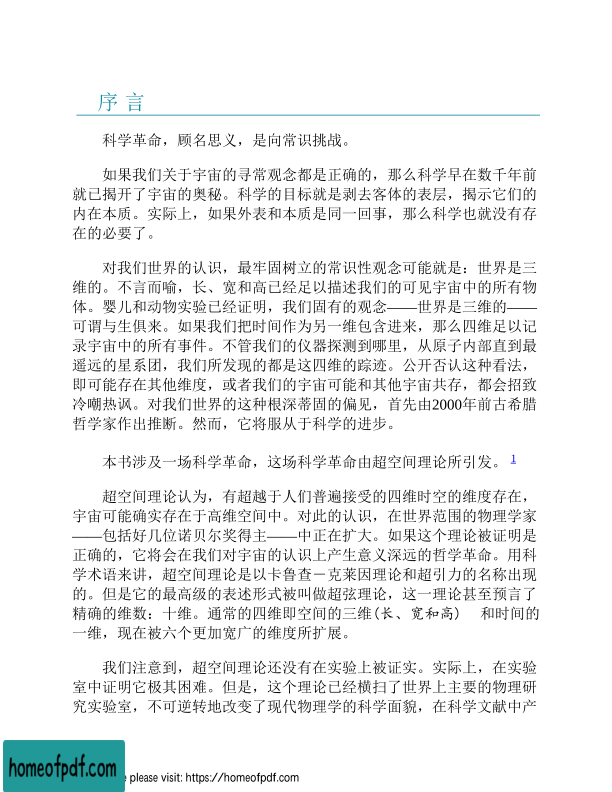 序 言
科学革命，顾名思义，是向常识挑战。
如果我们关于宇宙的寻常观念都是正确的，那么科学早在数千年前
就已揭开了宇宙的奥秘。科学的目标就是剥去客体的表层，揭示它们的
内在本质。实际上，如果外表和本质是同一回事，那么科学也就没有存
在的必要了。
对我们世界的认识，最牢固树立的常识性观念可能就是：世界是三
维的。不言而喻，长、宽和高已经足以描述我们的可见宇宙中的所有物
体。婴儿和动物实验已经证明，我们固有的观念——世界是三维的——
可谓与生俱来。如果我们把时间作为另一维包含进来，那么四维足以记
录宇宙中的所有事件。不管我们的仪器探测到哪里，从原子内部直到最
遥远的星系团，我们所发现的都是这四维的踪迹。公开否认这种看法，
即可能存在其他维度，或者我们的宇宙可能和其他宇宙共存，都会招致
冷嘲热讽。对我们世界的这种根深蒂固的偏见，首先由2000年前古希腊
哲学家作出推断。然而，它将服从于科学的进步。
本书涉及一场科学革命，这场科学革命由超空间理论所引发。1
超空间理论认为，有超越于人们普遍接受的四维时空的维度存在，
宇宙可能确实存在于高维空间中。对此的认识，在世界范围的物理学家
——包括好几位诺贝尔奖得主——中正在扩大。如果这个理论被证明是
正确的，它将会在我们对宇宙的认识上产生意义深远的哲学革命。用科
学术语来讲，超空间理论是以卡鲁查－克莱因理论和超引力的名称出现
的。但是它的最高级的表述形式被叫做超弦理论，这一理论甚至预言了
精确的维数：十维。通常的四维即空间的三维(长、宽和高) 和时间的
一维，现在被六个更加宽广的维度所扩展。
我们注意到，超空间理论还没有在实验上被证实。实际上，在实验
室中证明它极其困难。但是，这个理论已经横扫了世界上主要的物理研
究实验室，不可逆转地改变了现代物理学的科学面貌，在科学文献中产
homeofpdf.com
e please visit: https://homeofpdf.com